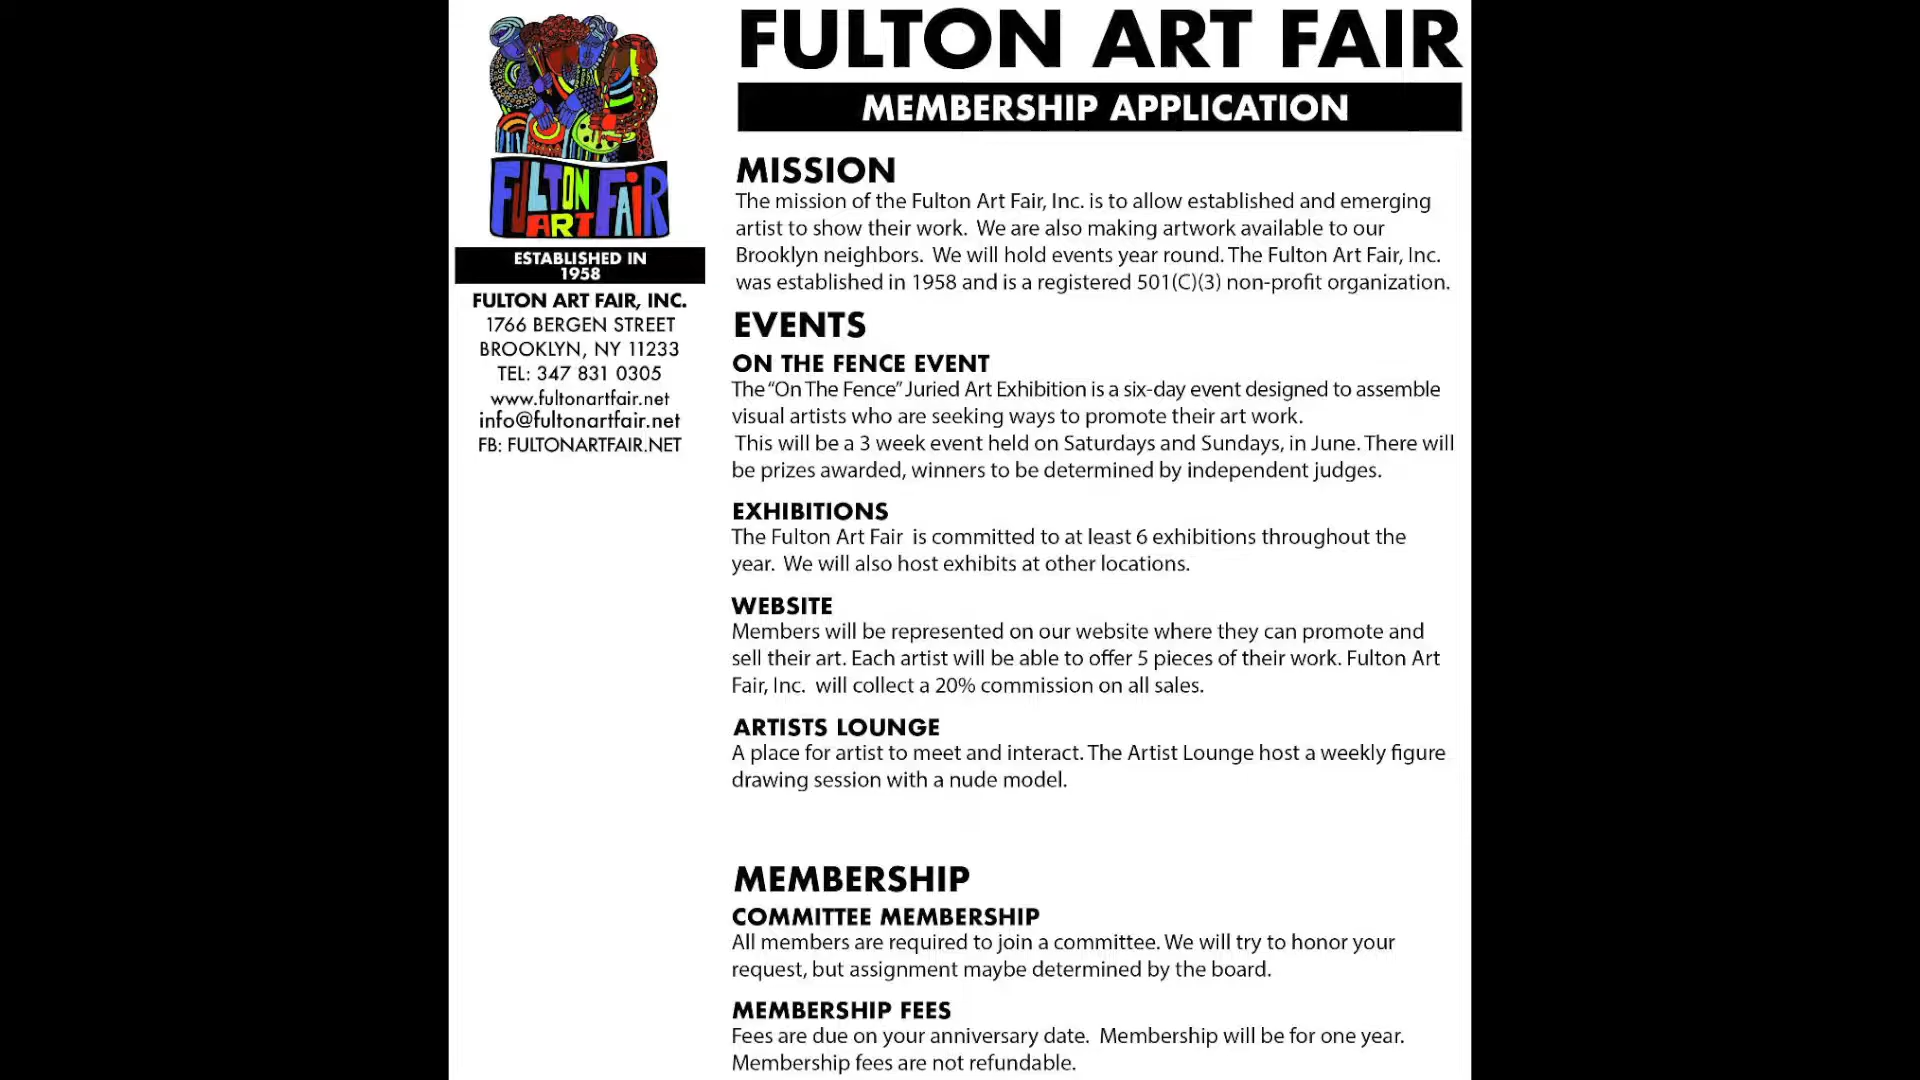 FULTON ART FAIR
ESTABLISHED IN
1958
FULTON ART FAIR, INC.
1766 BERGEN STREET
BROOKLYN, NY 11233
TEL: 347 831 0305
www.fultonartfair.net
info@fultonartfair.net
FB: FULTONARTFAIR.NET
FULTON ART FAIR
MEMBERSHIP APPLICATION
MISSION
The mission of the Fulton Art Fair, Inc. is to allow established and emerging
artist to show their work. We are also making artwork available to our
Brooklyn neighbors. We will hold events year round. The Fulton Art Fair, Inc.
was established in 1958 and is a registered 501(C)(3) non-profit organization.
EVENTS
ON THE FENCE EVENT
The “On The Fence” Juried Art Exhibition is a six-day event designed to assemble
visual artists who are seeking ways to promote their art work.
This will be a 3 week event held on Saturdays and Sundays, in June. There will
be prizes awarded, winners to be determined by independent judges.
EXHIBITIONS
The Fulton Art Fair is committed to at least 6 exhibitions throughout the
year. We will also host exhibits at other locations.
WEBSITE
Members will be represented on our website where they can promote and
sell their art. Each artist will be able to offer 5 pieces of their work. Fulton Art
Fair, Inc. will collect a 20% commission on all sales.
ARTISTS LOUNGE
A place for artist to meet and interact. The Artist Lounge host a weekly figure
drawing session with a nude model.
MEMBERSHIP
COMMITTEE MEMBERSHIP
All members are required to join a committee. We will try to honor your
request, but assignment maybe determined by the board.
MEMBERSHIP FEES
Fees are due on your anniversary date. Membership will be for one year.
Membership fees are not refundable.